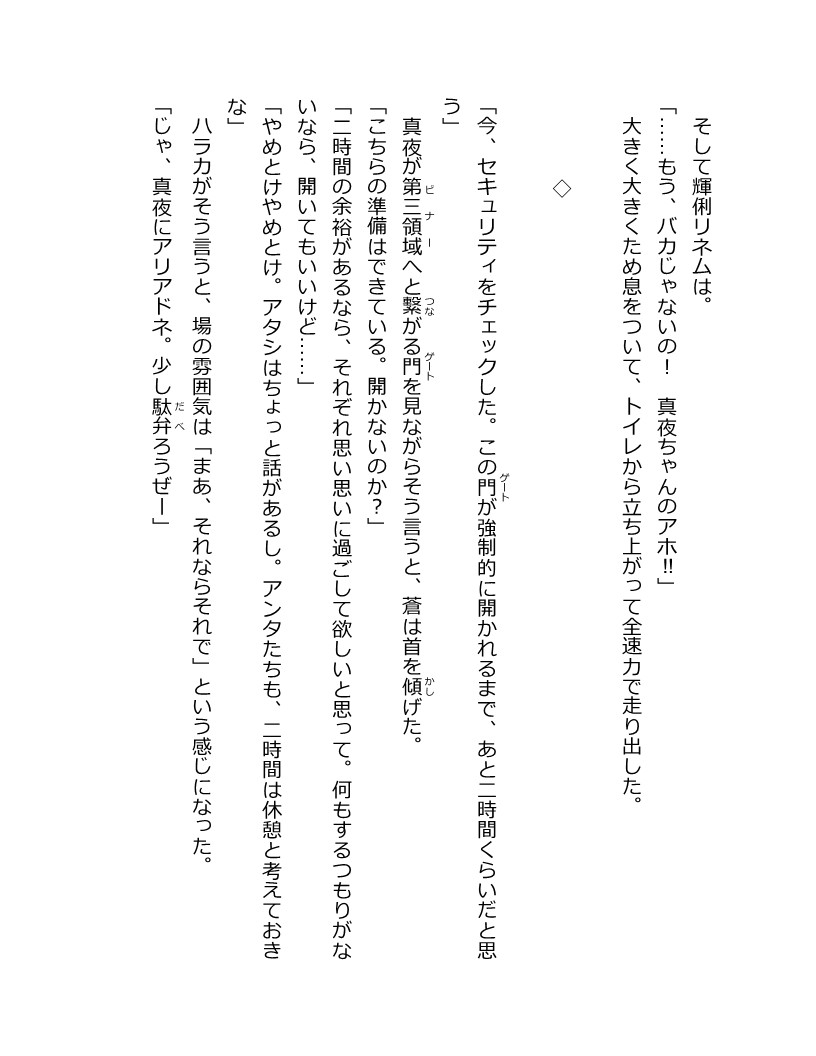 そして輝俐リネムは。
「……もう、バカじゃないの！　真夜ちゃんのアホ!!」
大きく大きくため息をついて、トイレから立ち上がって全速力で走り出した。
◇
「今、セキュリティをチェックした。この門が強制的に開かれるまで、あと二時間くらいだと思
ゲート
う」
真夜が第三領域へと繋がる門を見ながらそう言うと、蒼は首を傾げた。
ビナー
つな
ゲート
かし
「こちらの準備はできている。開かないのか？」
「二時間の余裕があるなら、それぞれ思い思いに過ごして欲しいと思って。何もするつもりがな
いなら、開いてもいいけど……」
「やめとけやめとけ。アタシはちょっと話があるし。アンタたちも、二時間は休憩と考えておき
な」
ハラカがそう言うと、場の雰囲気は「まあ、それならそれで」という感じになった。
「じゃ、真夜にアリアドネ。少し駄弁ろうぜー」
だべ